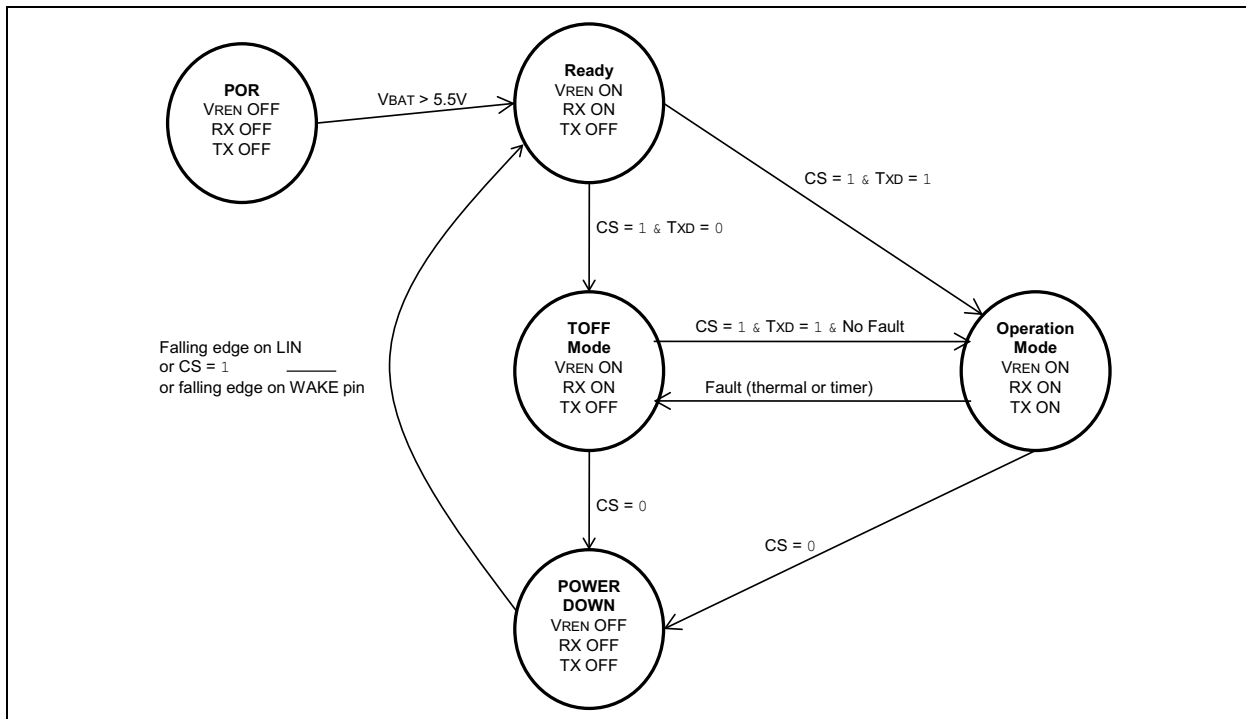 POR
VREN OFF
RX OFF
TX OFF
VBAT > 5.5V
Ready
VREN ON
RX ON
TX OFF
CS = 1 & TXD = 1
CS = 1 & TXD = 0
Falling edge on LIN
or CS = 1
or falling edge on WAKE pin
TOFF
Mode
VREN ON
RX ON
TX OFF
CS = 1 & TXD = 1 & No Fault
Fault (thermal or timer)
Operation
Mode
VREN ON
RX ON
TX ON
CS = 0
CS = 0
POWER
DOWN
VREN OFF
RX OFF
TX OFF